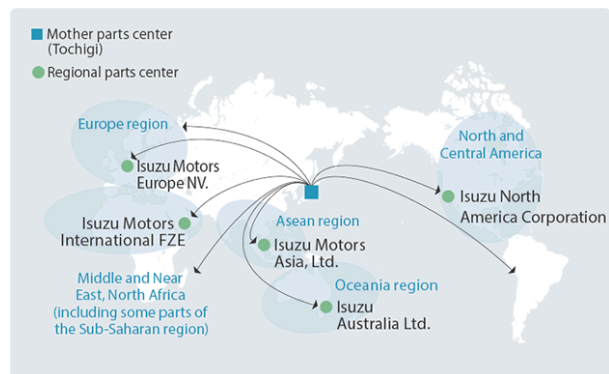 Mother parts center
(Tochigi)
Regional parts center
Europe region
Isuzu Motors
Europe NV.
North and
Central America
Isuzu North
America Corporation
Isuzu Motors
International FZE
Asean region
Isuzu Motors
Asia, Ltd.
Middle and Near
East, North Africa
(including some parts of
the Sub-Saharan region)
Oceania region
Isuzu
Australia Ltd.